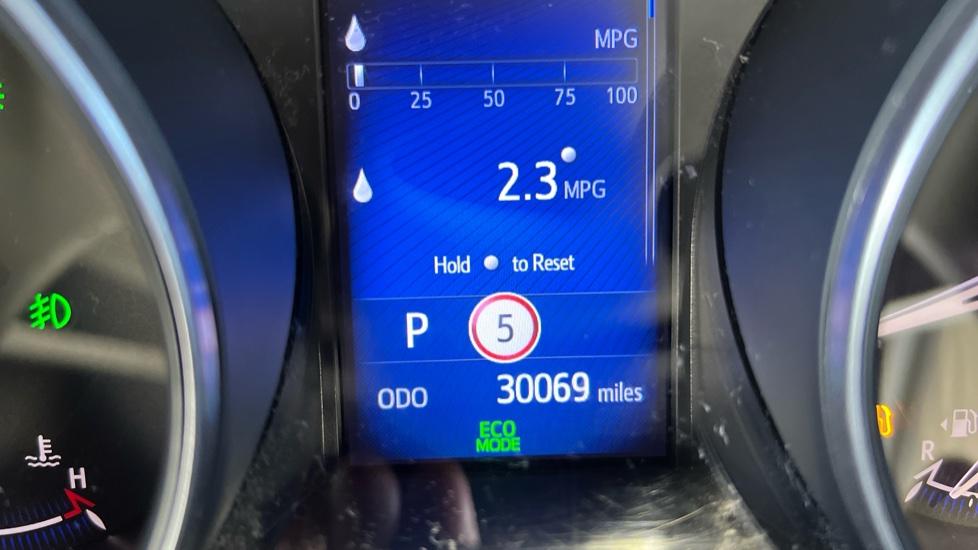 MPG
0 25 50 75 100
2.3 MPG
Hold to Reset
P 5
ODO 30069 miles
ECO
MODE
H
R